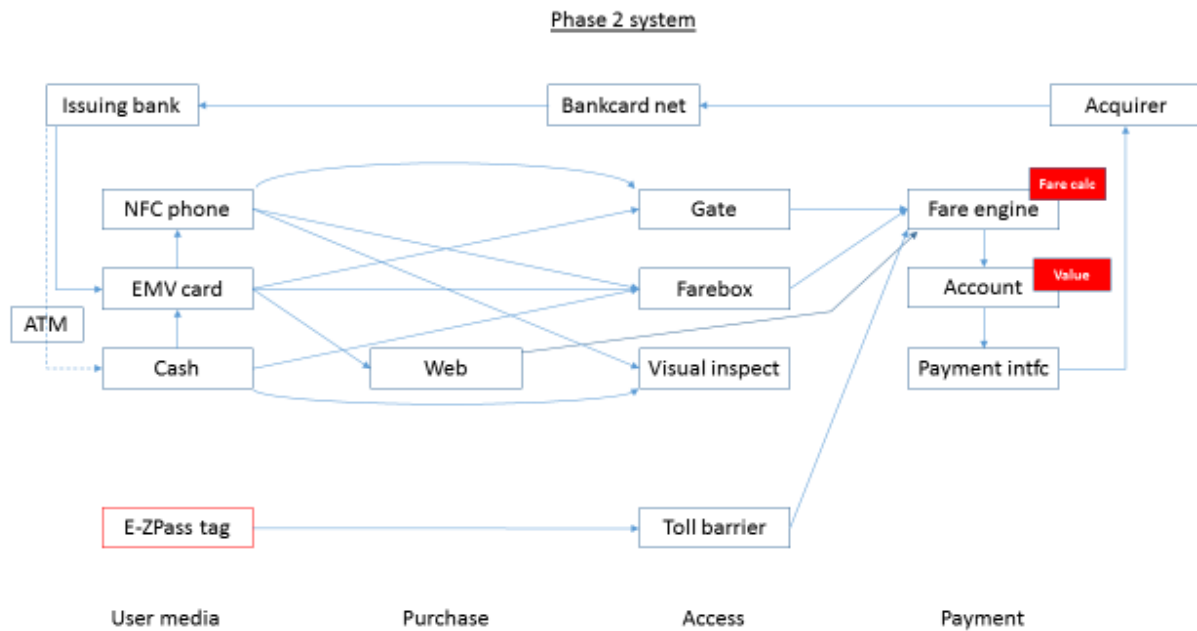 Phase 2 system
Issuing bank
Bankcard net
Acquirer
Fare calc
NFC phone
Gate
Fare engine
Value
EMV card
Farebox
Account
ATM
Cash
Web
Visual inspect
Payment intfc
E-ZPass tag
Toll barrier
User media
Purchase
Access
Payment